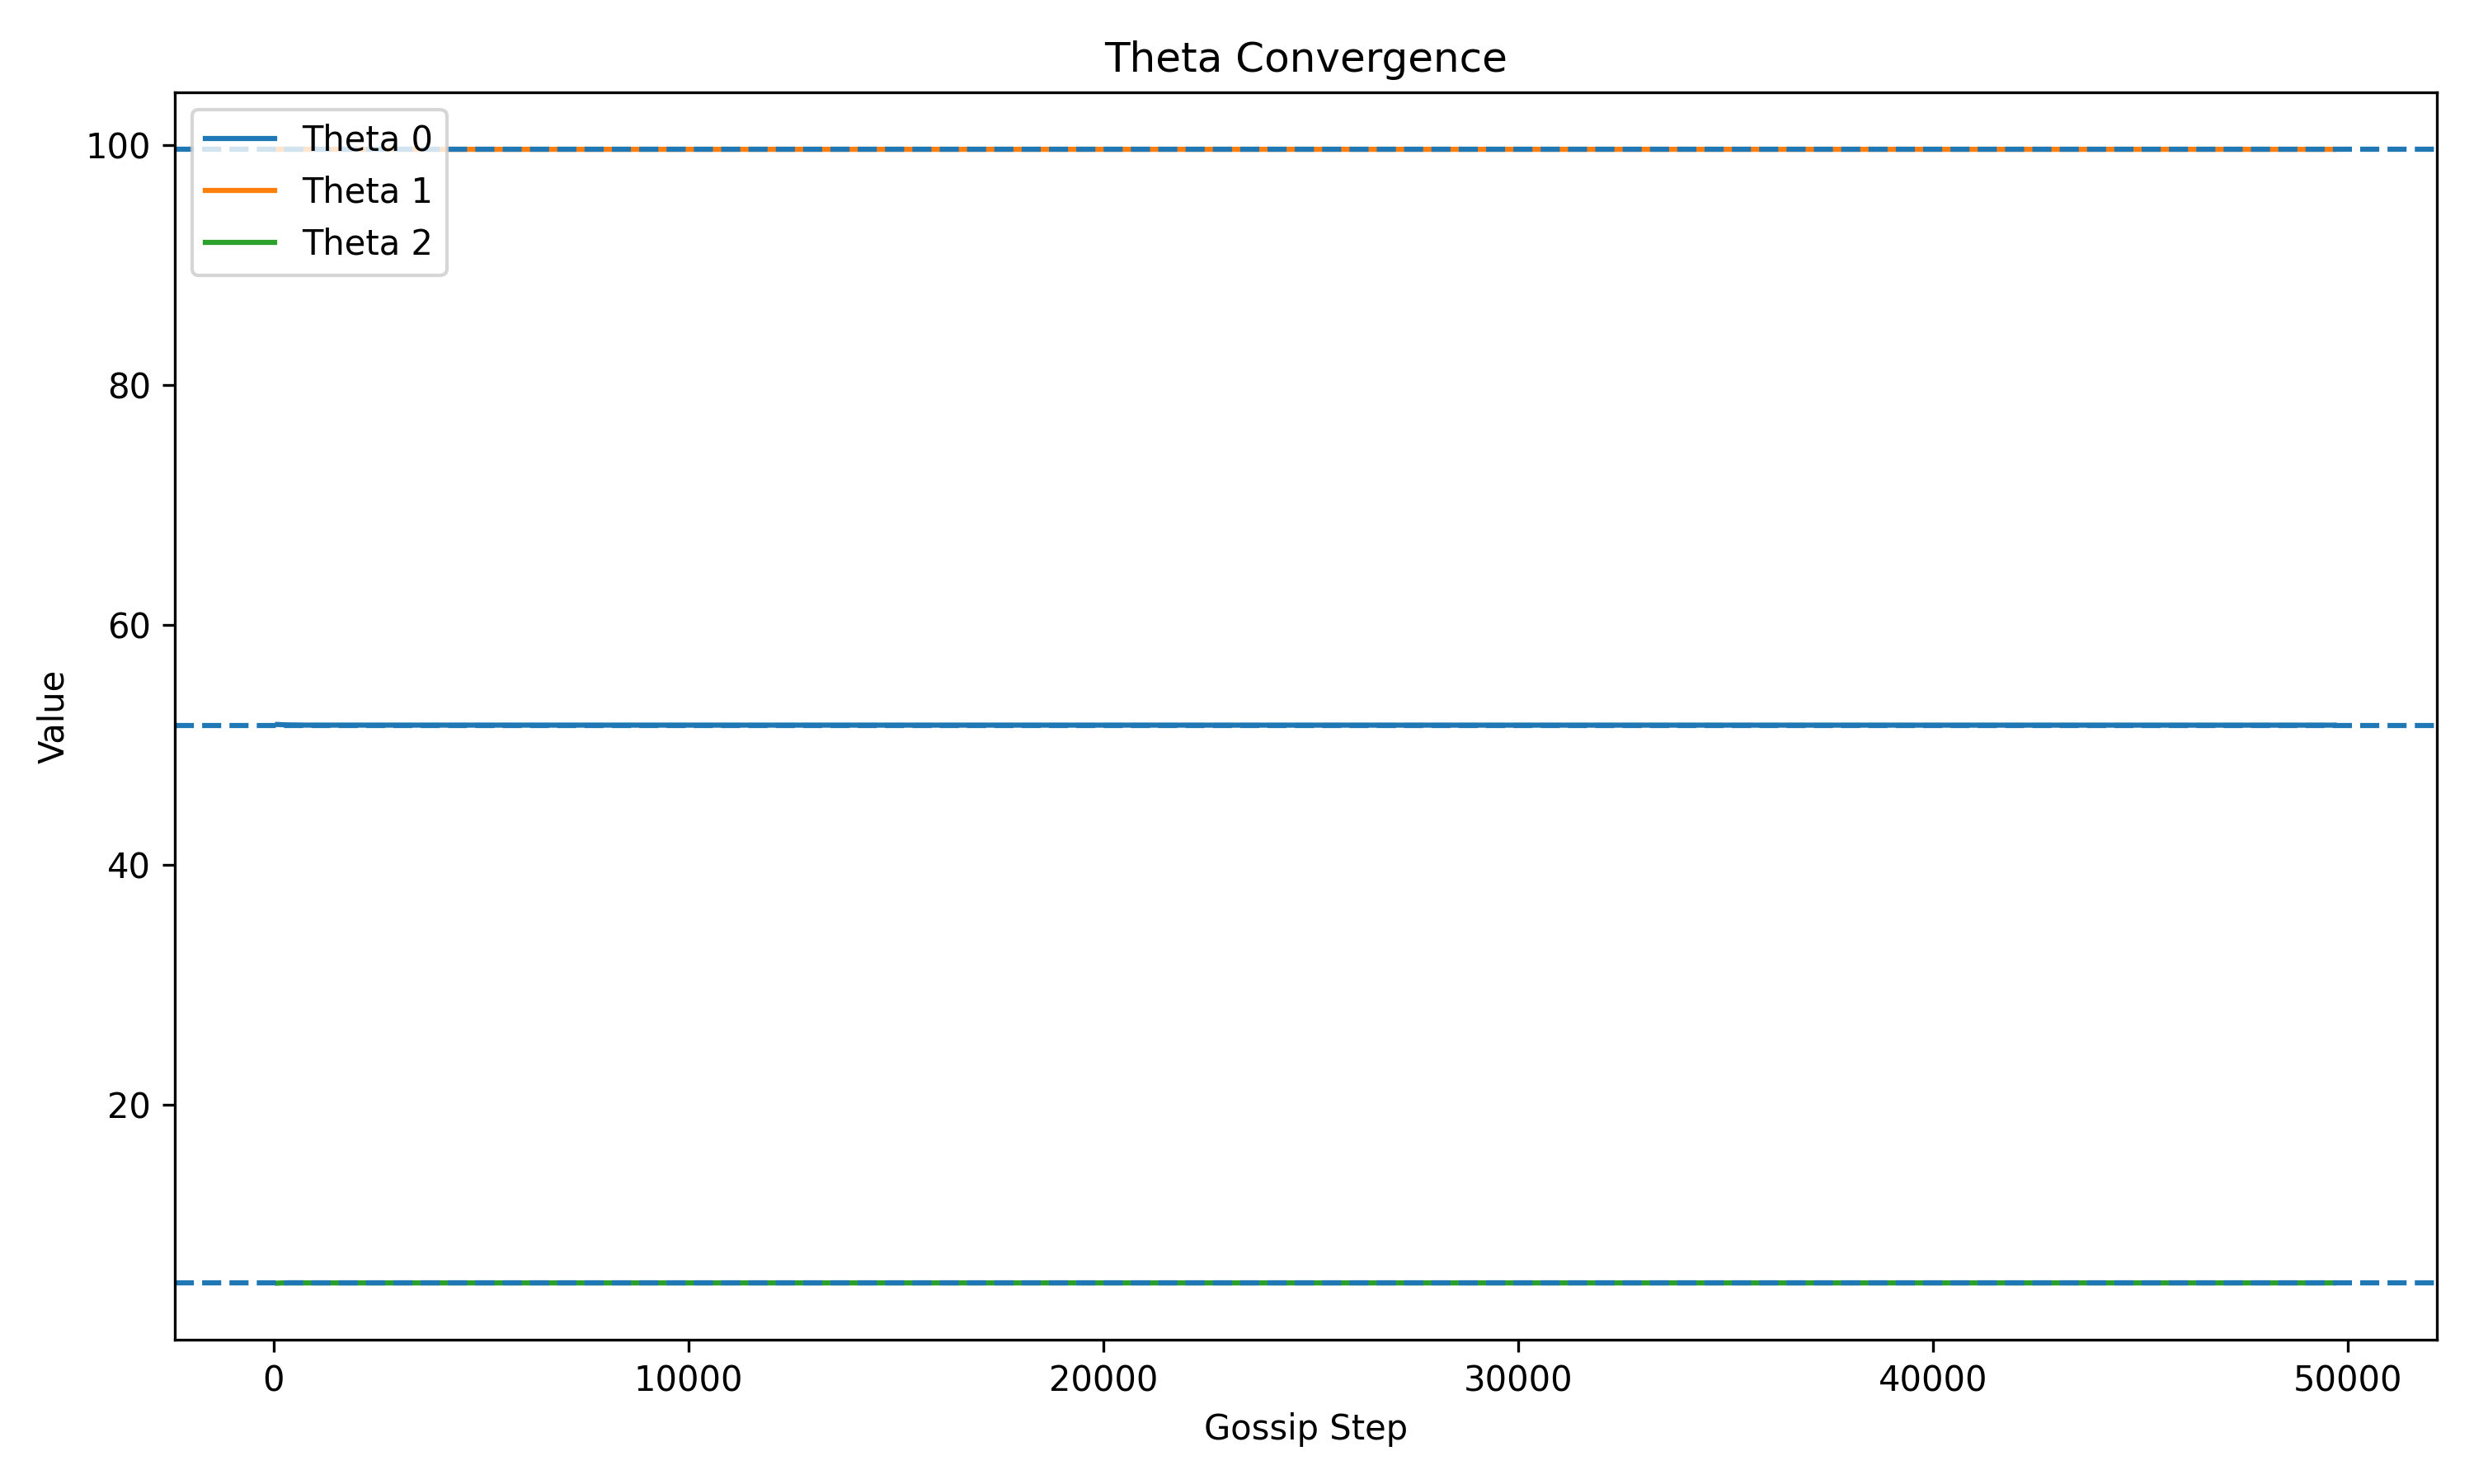 Theta Convergence
Theta 0
Theta 1
Theta 2
100
80
60
40
20
Value
0 10000 20000 30000 40000 50000
Gossip Step